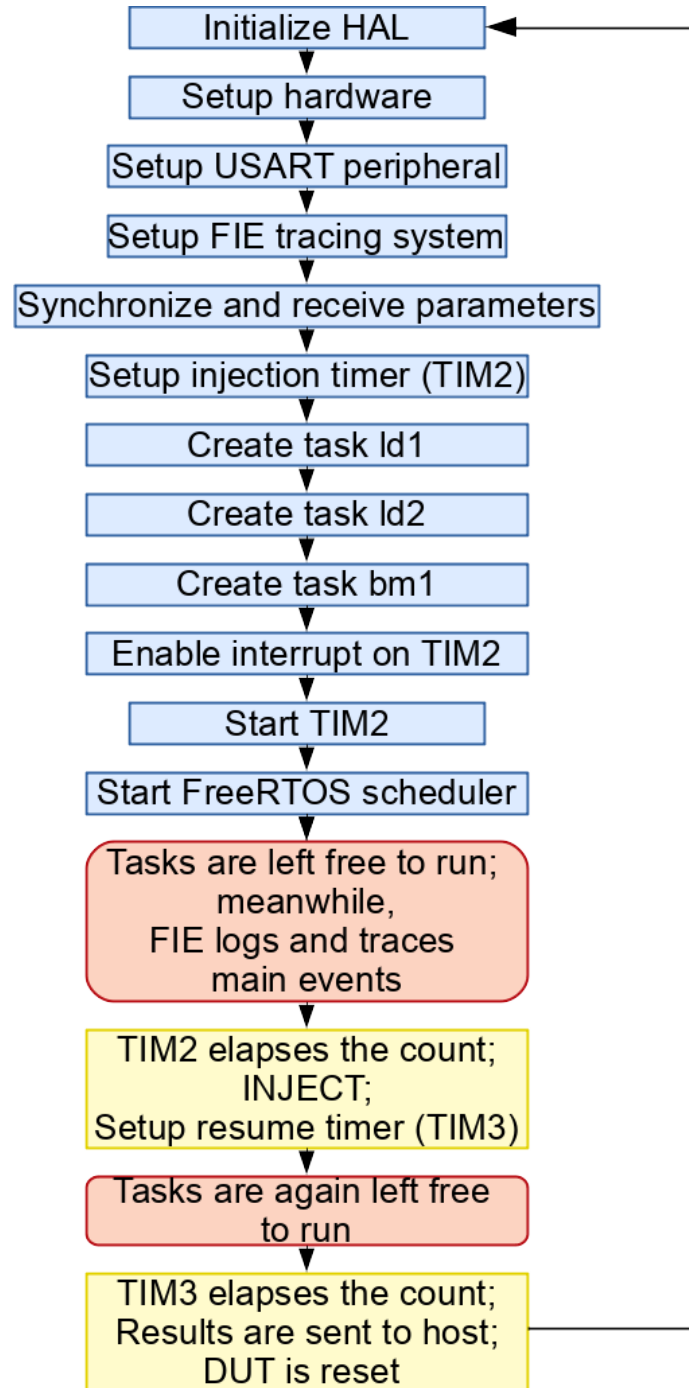 Initialize HAL
Setup hardware
Setup USART peripheral
Setup FIE tracing system
Synchronize and receive parameters
Setup injection timer (TIM2)
Create task ld1
Create task ld2
Create task bm1
Enable interrupt on TIM2
Start TIM2
Start FreeRTOS scheduler
Tasks are left free to run;
meanwhile,
FIE logs and traces
main events
TIM2 elapses the count;
INJECT;
Setup resume timer (TIM3)
Tasks are again left free
to run
TIM3 elapses the count;
Results are sent to host;
DUT is reset